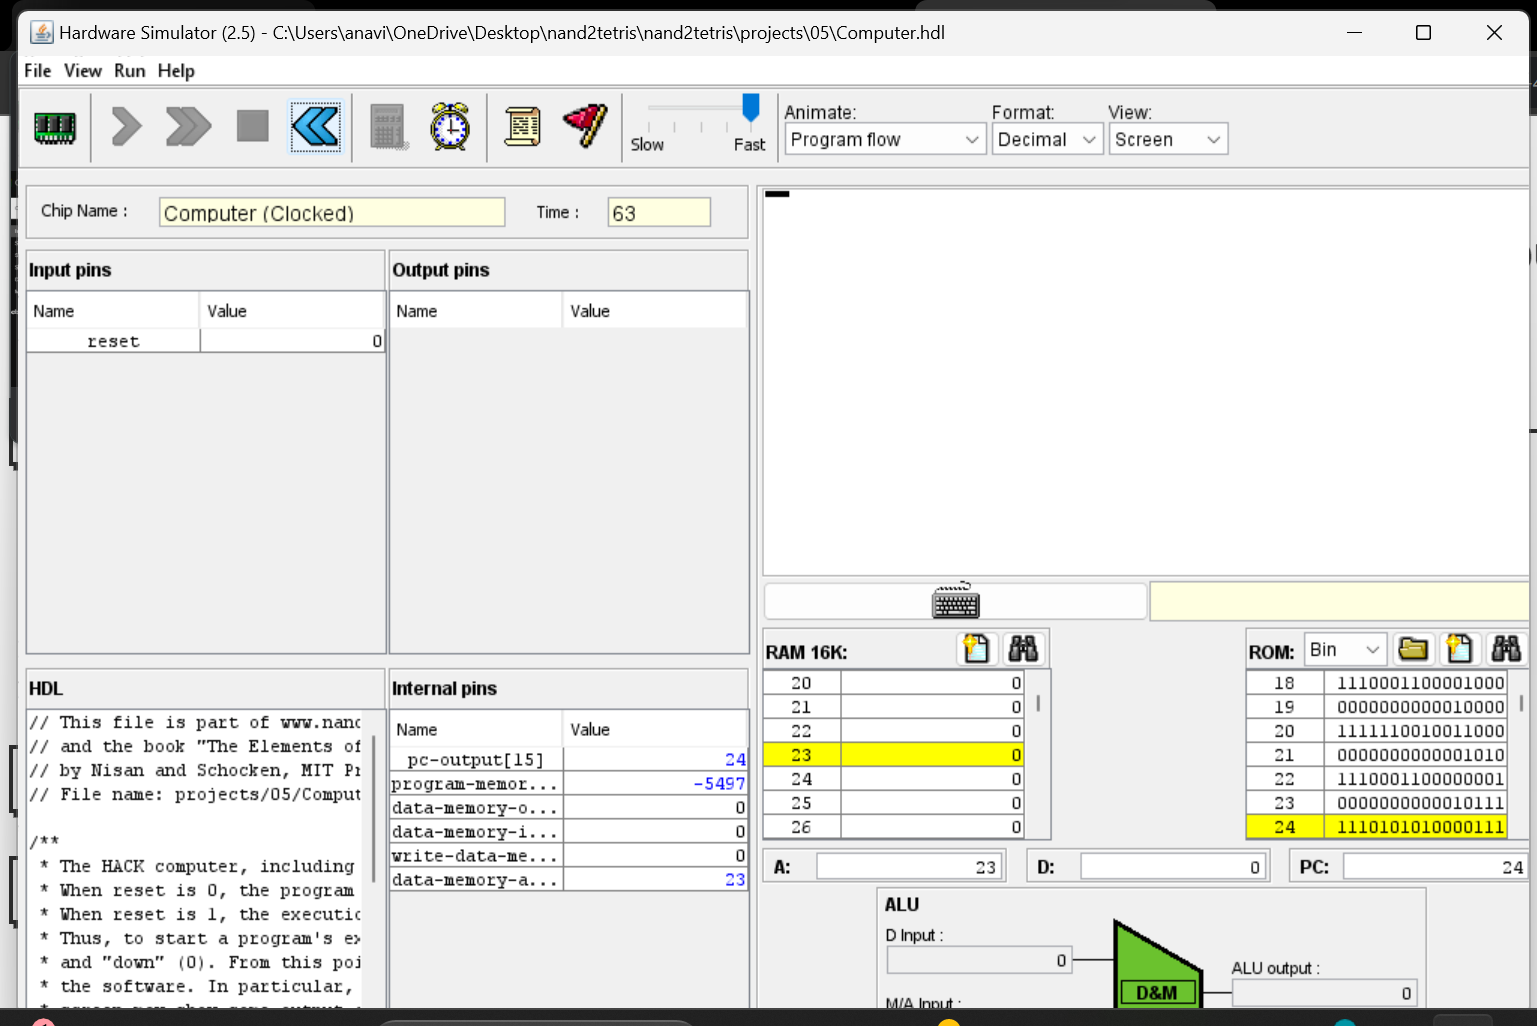 Hardware Simulator (2.5) - C:\Users\anavi\OneDrive\Desktop\nand2tetris\nand2tetris\projects\05\Computer.hdl
File View Run Help
Slow Fast
Animate: Format: View:
Program flow Decimal Screen
Chip Name : Computer (Clocked) Time : 63
Input pins
Name Value
reset 0
Output pins
Name Value
HDL
// This file is part of www.nand
// and the book "The Elements of
// by Nisan and Schocken, MIT Pr
// File name: projects/05/Comput
/**
* The HACK computer, including
* When reset is 0, the program
* When reset is 1, the executio
* Thus, to start a program's ex
* and "down" (0). From this poi
* the software. In particular,
Internal pins
Name Value
pc-output[15] 24
program-memor... -5497
data-memory-o... 0
data-memory-i... 0
write-data-me... 0
data-memory-a... 23
RAM 16K:
20 0
21 0
22 0
23 0
24 0
25 0
26 0
ROM: Bin
18 1110001100001000
19 0000000000010000
20 1111110010011000
21 0000000000001010
22 1110001100000001
23 0000000000010111
24 1110101010000111
A: 23 D: 0 PC: 24
ALU
D Input :
0
M/A Input :
D&M
ALU output :
0